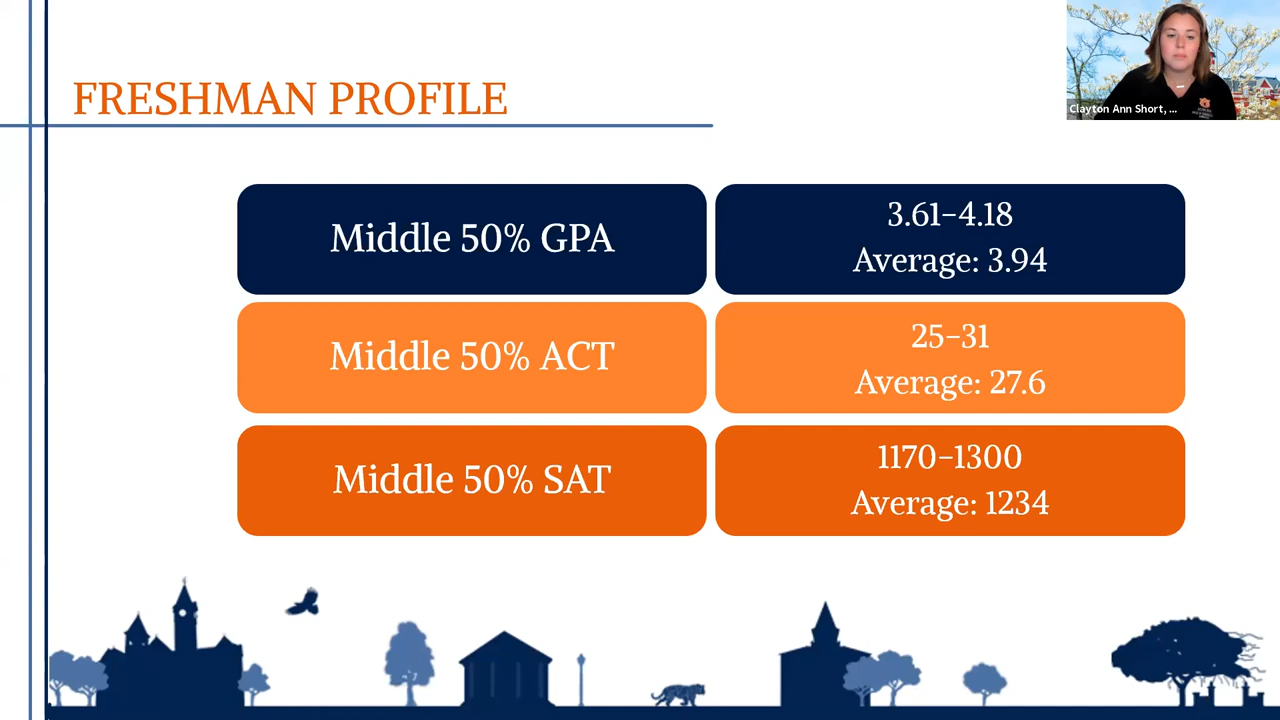 FRESHMAN PROFILE
Clayton Ann Short, ...
Middle 50% GPA
3.61-4.18
Average: 3.94
Middle 50% ACT
25-31
Average: 27.6
Middle 50% SAT
1170-1300
Average: 1234